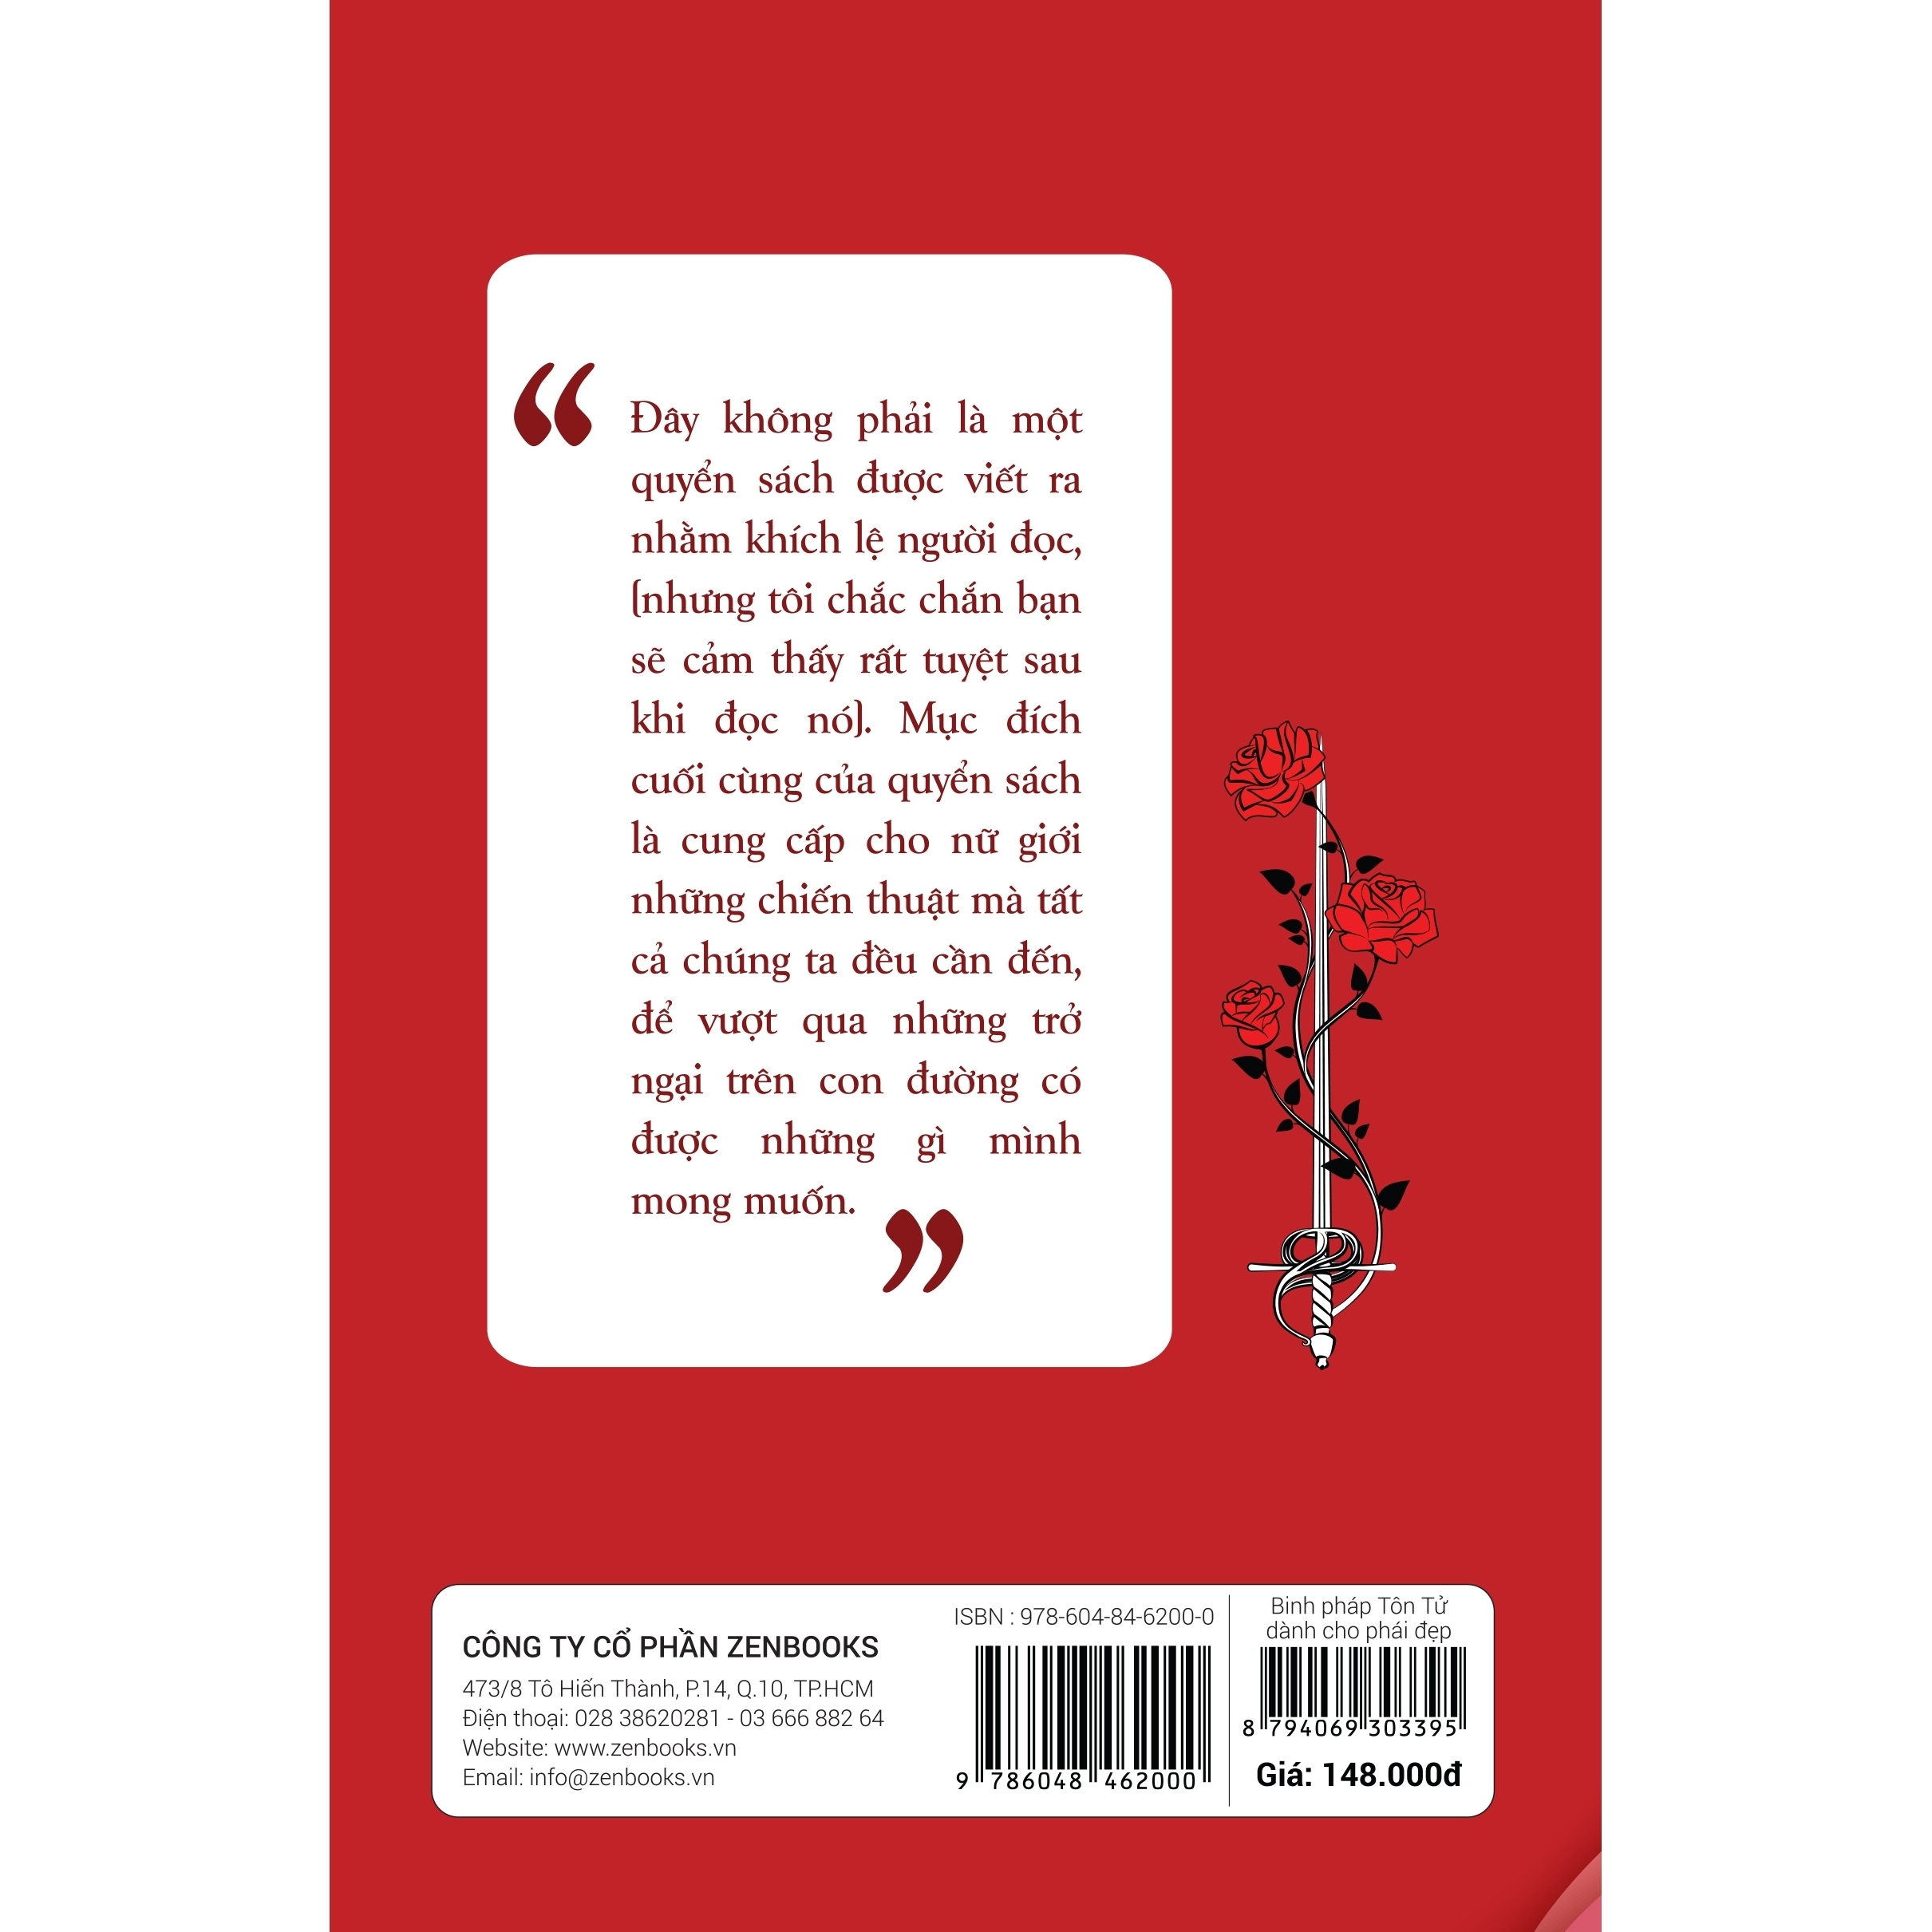 “
Đây không phải là một
quyển sách được viết ra
nhằm khích lệ người đọc,
(nhưng tôi chắc chắn bạn
sẽ cảm thấy rất tuyệt sau
khi đọc nó). Mục đích
cuối cùng của quyển sách
là cung cấp cho nữ giới
những chiến thuật mà tất
cả chúng ta đều cần đến,
để vượt qua những trở
ngại trên con đường có
được những gì mình
mong muốn.
”
CÔNG TY CỔ PHẦN ZENBOOKS
473/8 Tô Hiến Thành, P.14, Q.10, TP.HCM
Điện thoại: 028 38620281 - 03 666 882 64
Website: www.zenbooks.vn
Email: info@zenbooks.vn
ISBN : 978-604-84-6200-0
9 786048 462000
Binh pháp Tôn Tử
dành cho phái đẹp
8 794069 303395
Giá: 148.000đ